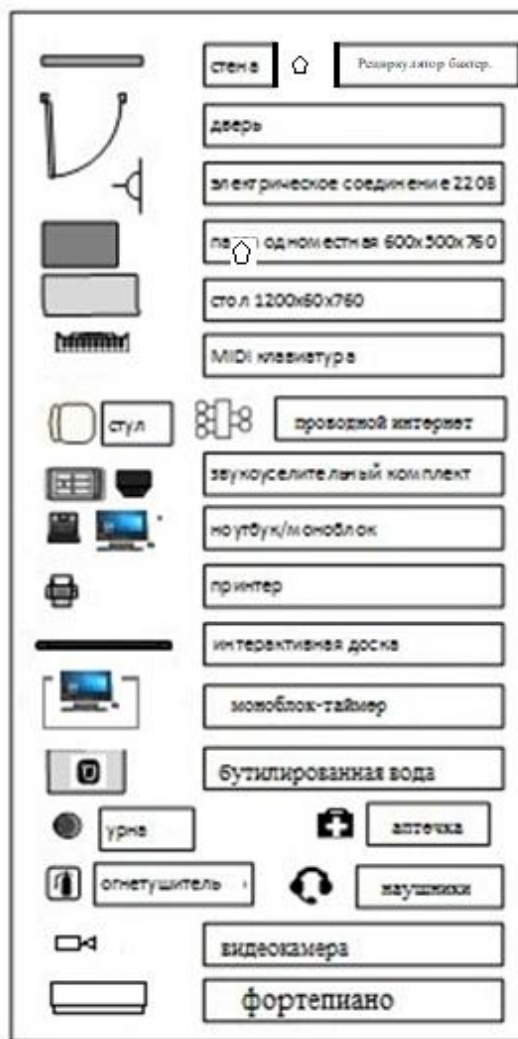 стена
Рециркулятор бактер.
дверь
электрическое соединение 220В
одноместная 600х500х760
стол 1200х60х760
MIDI клавиатура
стул
проводной интернет
звукоуселительный комплект
ноутбук/моноблок
принтер
интерактивная доска
моноблок-таймер
бутилированная вода
урна
аптечка
огнетушитель
наушники
видеокамера
фортепиано